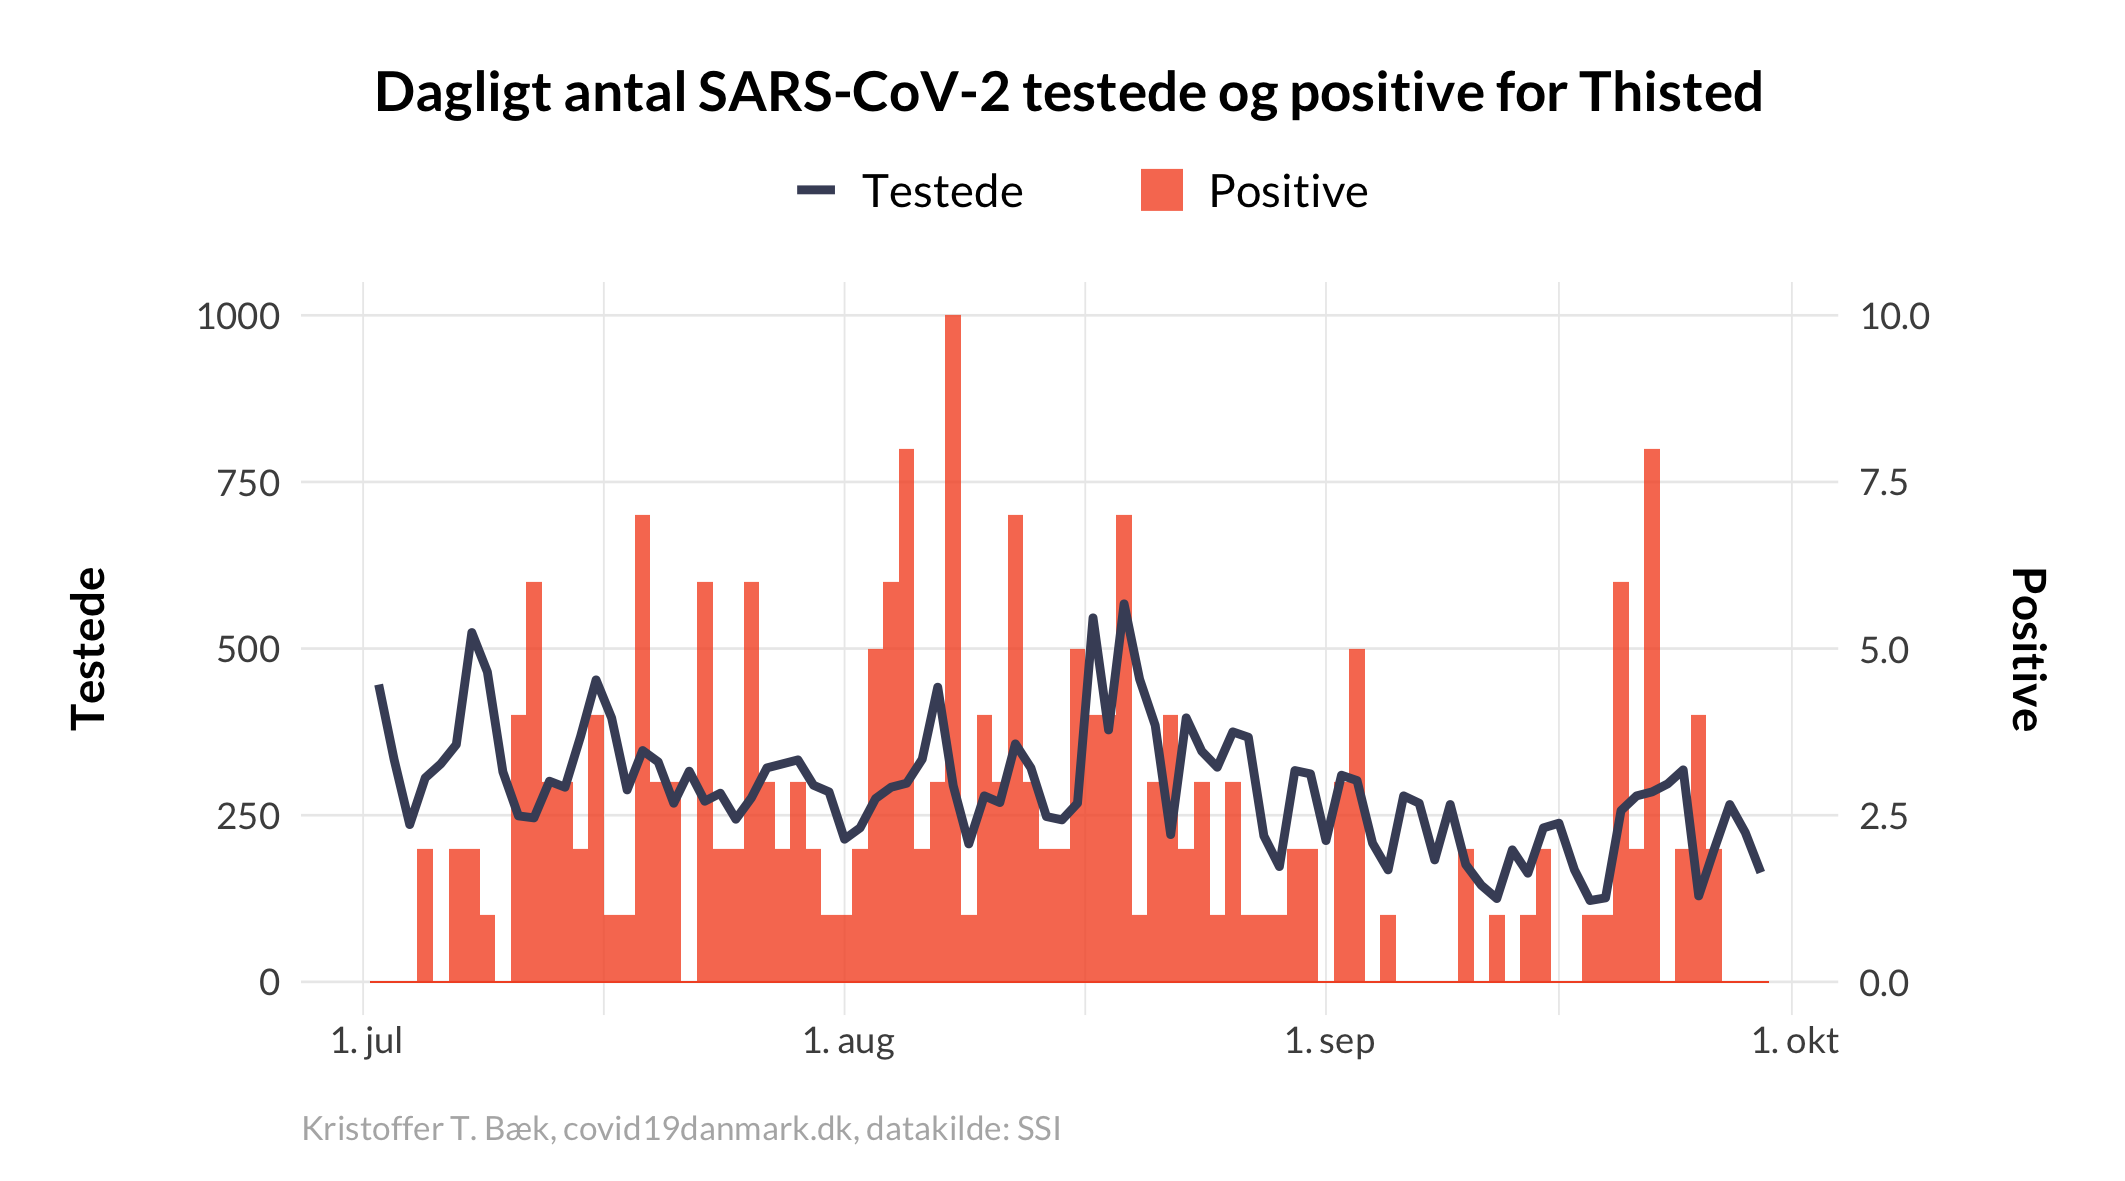 Dagligt antal SARS-CoV-2 testede og positive for Thisted
Testede
Positive
1000
750
500
250
0
10.0
7.5
5.0
2.5
0.0
Testede
Positive
1. jul
1. aug
1. sep
1. okt
Kristoffer T. Bæk, covid19danmark.dk, datakilde: SSI